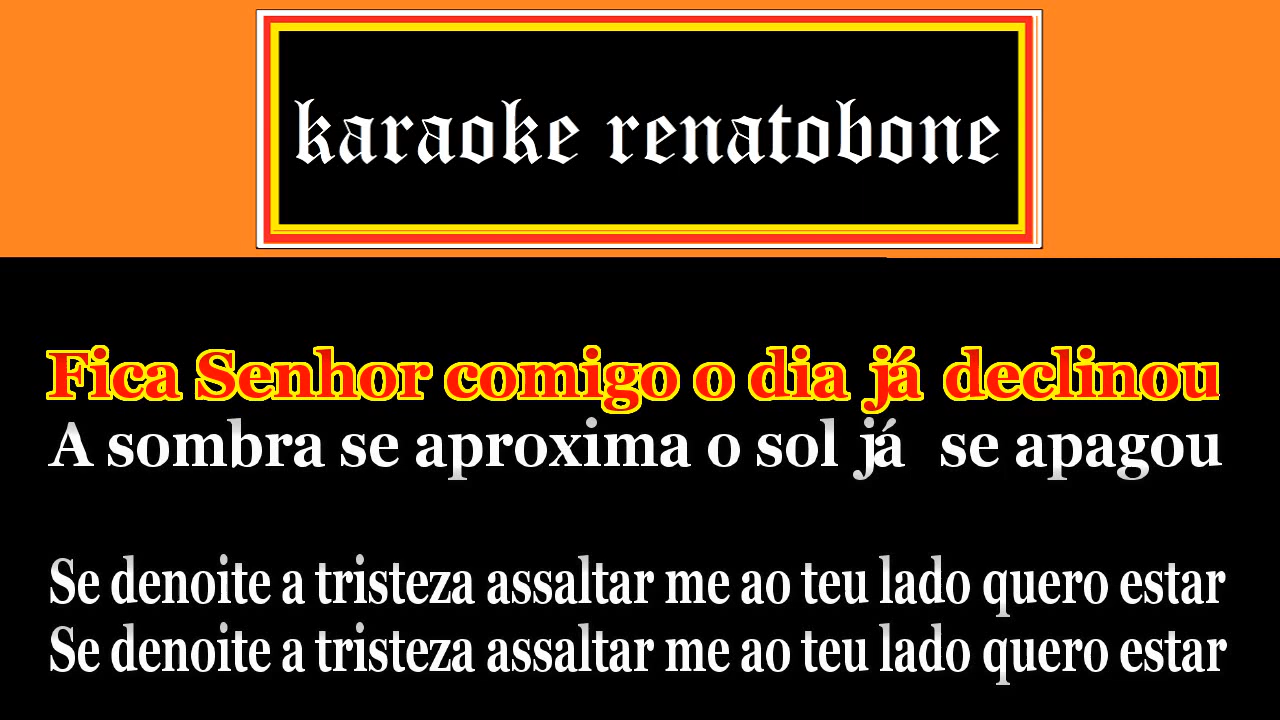 karaoke renatobone
Fica Senhor comigo o dia já declinou
A sombra se aproxima o sol já se apagou
Se denoite a tristeza assaltar me ao teu lado quero estar
Se denoite a tristeza assaltar me ao teu lado quero estar